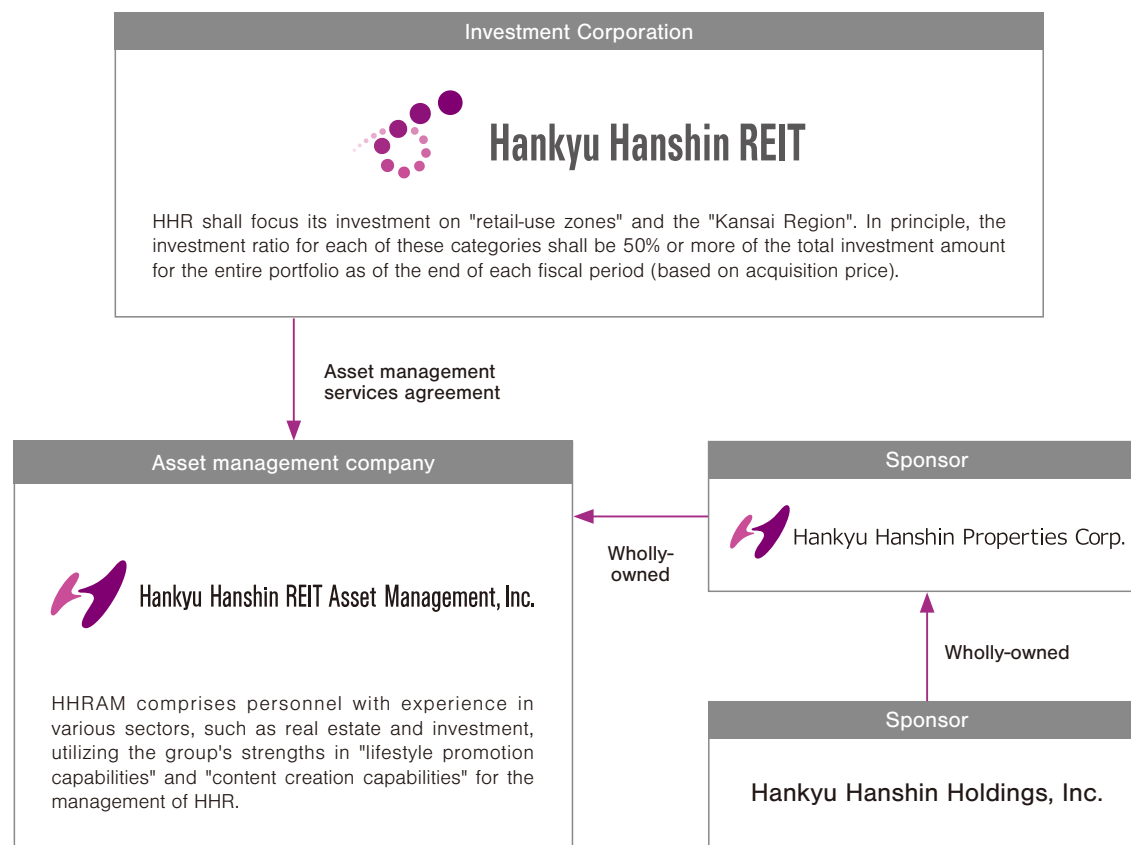 Investment Corporation
Hankyu Hanshin REIT
HHR shall focus its investment on "retail-use zones" and the "Kansai Region". In principle, the
investment ratio for each of these categories shall be 50% or more of the total investment amount
for the entire portfolio as of the end of each fiscal period (based on acquisition price).
Asset management
services agreement
Asset management company
Hankyu Hanshin REIT Asset Management, Inc.
HHRAM comprises personnel with experience in
various sectors, such as real estate and investment,
utilizing the group's strengths in "lifestyle promotion
capabilities" and "content creation capabilities" for the
management of HHR.
Wholly-
owned
Sponsor
Hankyu Hanshin Properties Corp.
Wholly-owned
Sponsor
Hankyu Hanshin Holdings, Inc.